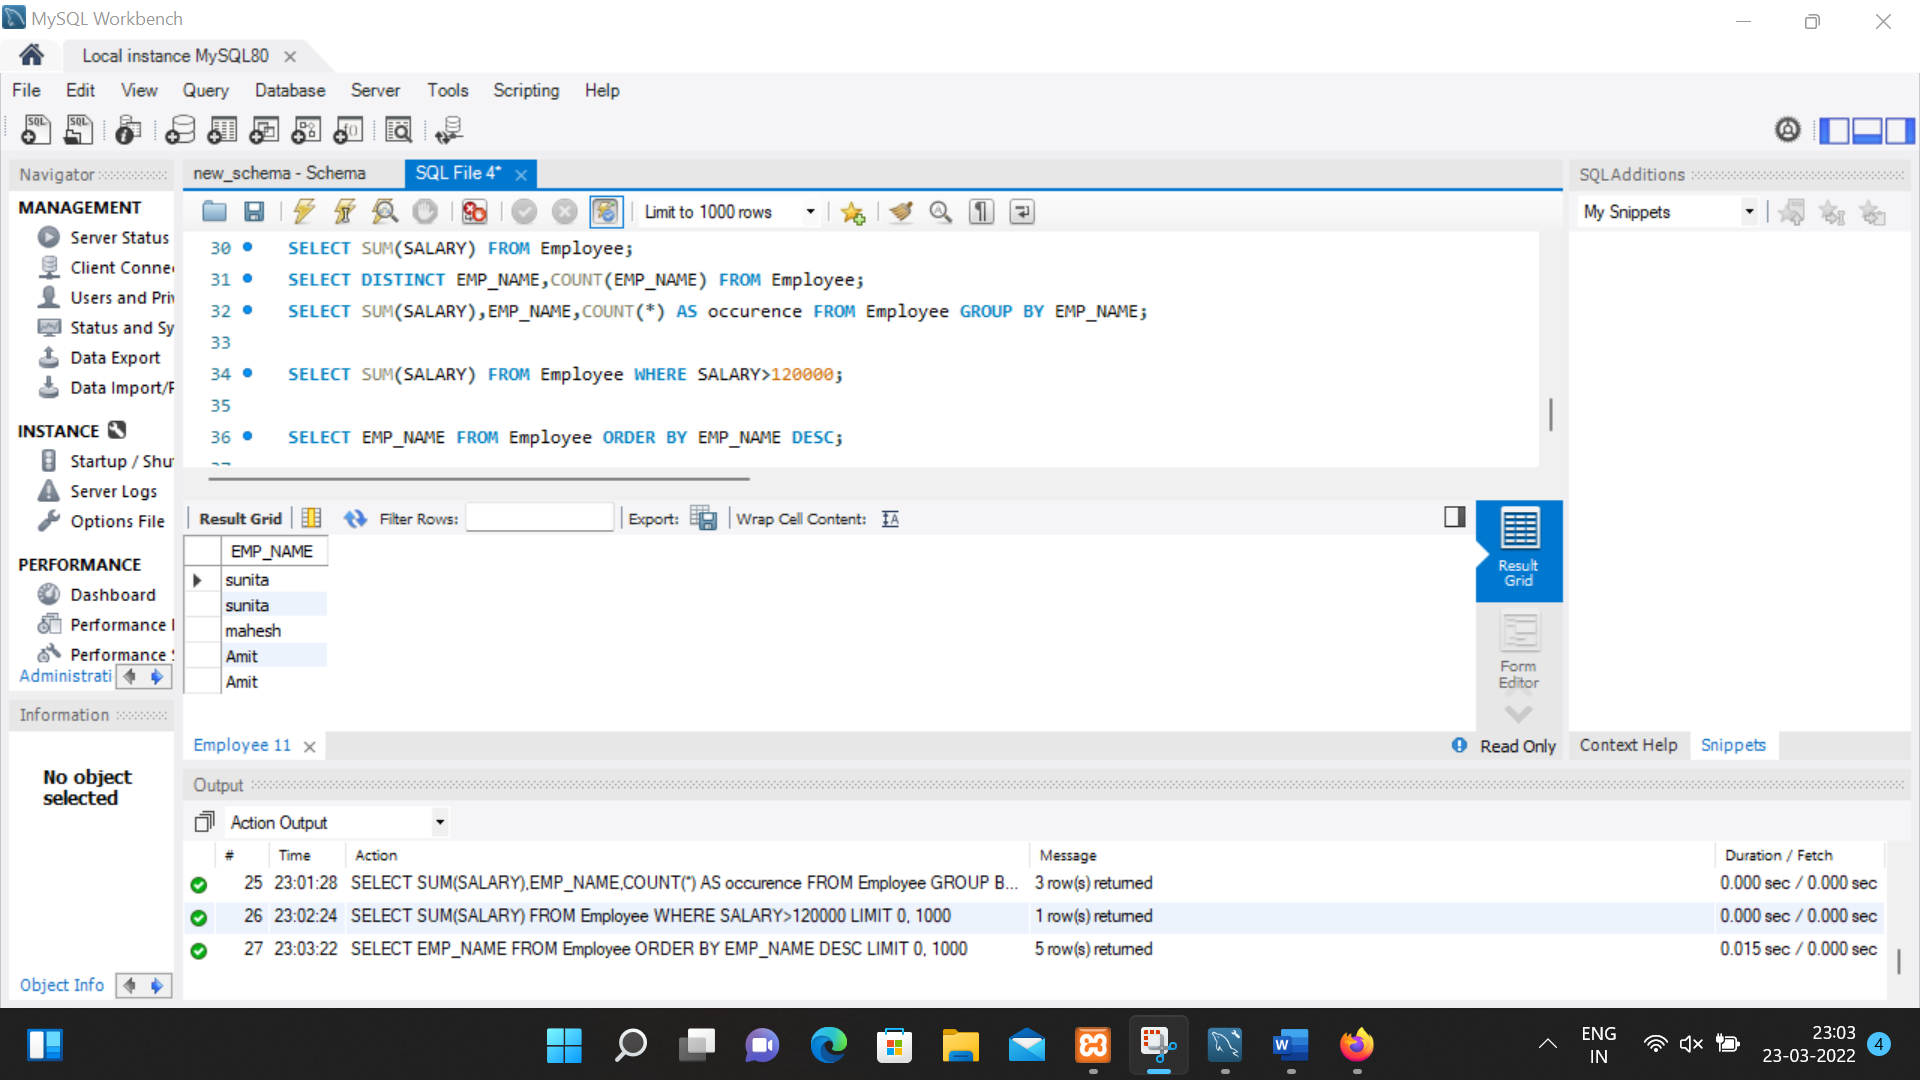 MySQL Workbench
Local instance MySQL80
File Edit View Query Database Server Tools Scripting Help
Navigator
MANAGEMENT
Server Status
Client Conne
Users and Priv
Status and Sy
Data Export
Data Import/
INSTANCE
Startup / Shu
Server Logs
Options File
PERFORMANCE
Dashboard
Performance
Performance
Administrati
Information
No object
selected
Object Info
new_schema - Schema
SQL File 4*
Limit to 1000 rows
30 SELECT SUM(SALARY) FROM Employee;
31 SELECT DISTINCT EMP_NAME,COUNT(EMP_NAME) FROM Employee;
32 SELECT SUM(SALARY),EMP_NAME,COUNT(*) AS occurence FROM Employee GROUP BY EMP_NAME;
33
34 SELECT SUM(SALARY) FROM Employee WHERE SALARY>120000;
35
36 SELECT EMP_NAME FROM Employee ORDER BY EMP_NAME DESC;
Result Grid Filter Rows: Export: Wrap Cell Content:
EMP_NAME
sunita
sunita
mahesh
Amit
Amit
Result
Grid
Form
Editor
Employee 11
Read Only
SQLAdditions
My Snippets
Context Help Snippets
Output
Action Output
# Time Action Message Duration / Fetch
25 23:01:28 SELECT SUM(SALARY),EMP_NAME,COUNT(*) AS occurence FROM Employee GROUP B... 3 row(s) returned 0.000 sec / 0.000 sec
26 23:02:24 SELECT SUM(SALARY) FROM Employee WHERE SALARY>120000 LIMIT 0, 1000 1 row(s) returned 0.000 sec / 0.000 sec
27 23:03:22 SELECT EMP_NAME FROM Employee ORDER BY EMP_NAME DESC LIMIT 0, 1000 5 row(s) returned 0.015 sec / 0.000 sec
ENG
IN
23:03
23-03-2022
4